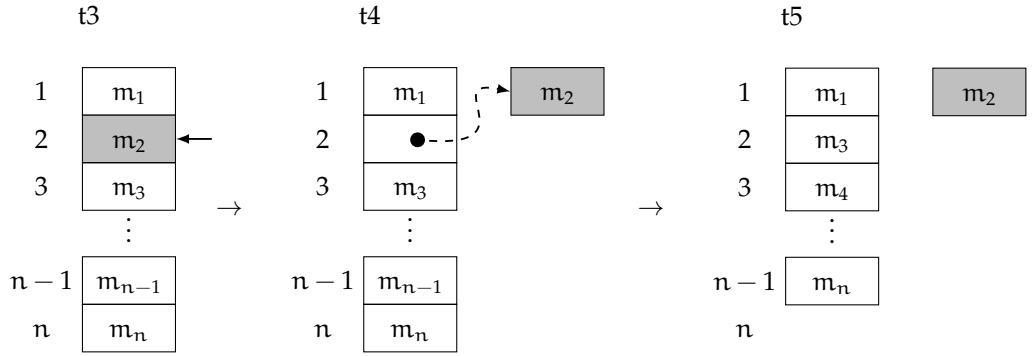 t3 t4 t5
1 m₁ 1 m₁ m₂ 1 m₁ m₂
2 m₂ 2 2 m₃
3 m₃ 3 m₃ 3 m₄
→ →
⋮ ⋮ ⋮
n − 1 mₙ₋₁ n − 1 mₙ₋₁ n − 1 mₙ
n mₙ n mₙ n